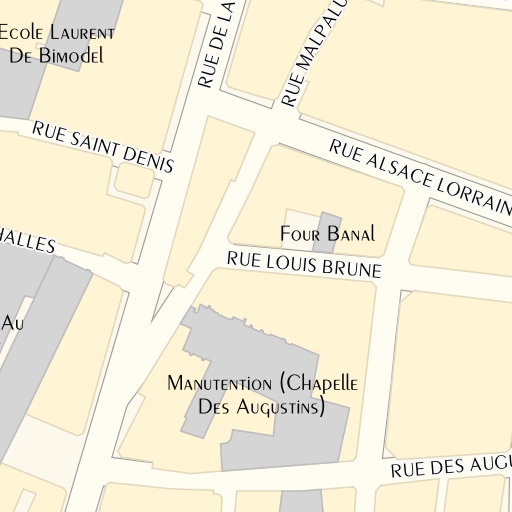 Ecole Laurent
De Bimodel
RUE DE LA
RUE MALPALU
RUE SAINT DENIS
RUE ALSACE LORRAIN
HALLES
Four Banal
RUE LOUIS BRUNE
Au
Manutention (Chapelle
Des Augustins)
RUE DES AUGU